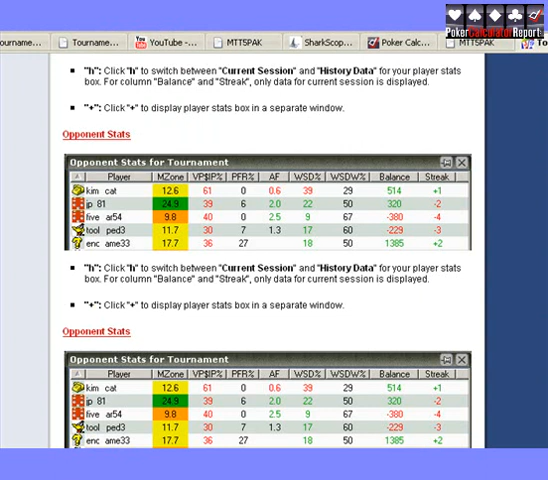 PokerCalculatorReport
ourname...
Tourname...
YouTube -...
MTTSPAK
SharkScop...
Poker Calc...
MTTSPAK
To
"h": Click "h" to switch between "Current Session" and "History Data" for your player stats
box. For column "Balance" and "Streak", only data for current session is displayed.
"+": Click "+" to display player stats box in a separate window.
Opponent Stats
Opponent Stats for Tournament
Player MZone VP$IP% PFR% AF WSD% WSDW% Balance Streak
kim cat 12.6 61 0 0.6 39 29 514 +1
jp 81 24.9 39 6 2.0 22 50 320 -2
five ar54 9.8 40 0 2.5 9 67 -380 -4
tool ped3 11.7 30 7 1.3 17 60 -229 -3
enc ame33 17.7 36 27 18 50 1385 +2
"h": Click "h" to switch between "Current Session" and "History Data" for your player stats
box. For column "Balance" and "Streak", only data for current session is displayed.
"+": Click "+" to display player stats box in a separate window.
Opponent Stats
Opponent Stats for Tournament
Player MZone VP$IP% PFR% AF WSD% WSDW% Balance Streak
kim cat 12.6 61 0 0.6 39 29 514 +1
jp 81 24.9 39 6 2.0 22 50 320 -2
five ar54 9.8 40 0 2.5 9 67 -380 -4
tool ped3 11.7 30 7 1.3 17 60 -229 -3
enc ame33 17.7 36 27 18 50 1385 +2